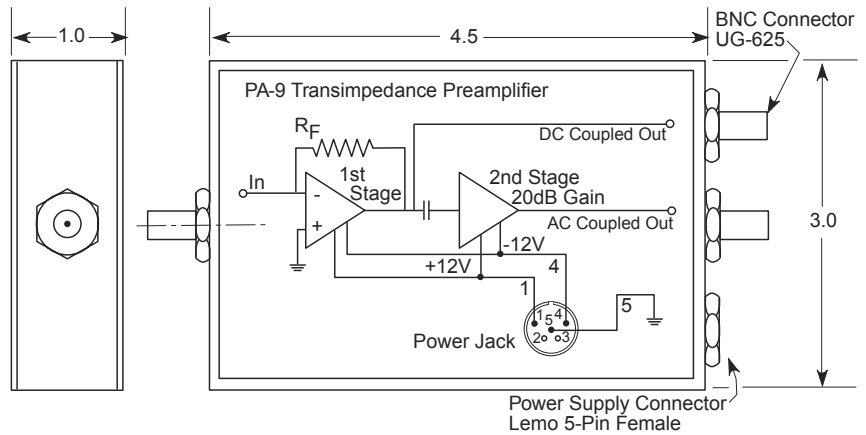 1.0
4.5
BNC Connector
UG-625
PA-9 Transimpedance Preamplifier
RF
DC Coupled Out
In
1st
Stage
-
+
2nd Stage
20dB Gain
AC Coupled Out
3.0
-12V
+12V
1
4
5
1 5 4
2 3
Power Jack
Power Supply Connector
Lemo 5-Pin Female